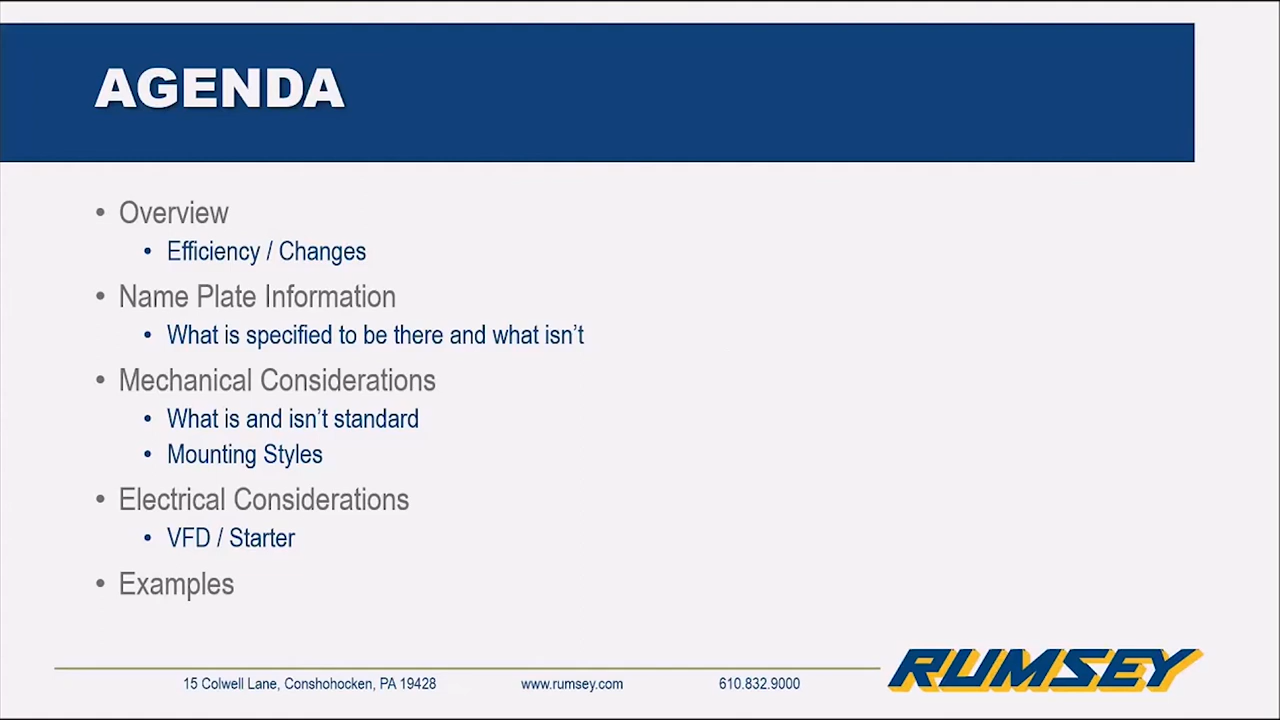 AGENDA
• Overview
• Efficiency / Changes
• Name Plate Information
• What is specified to be there and what isn’t
• Mechanical Considerations
• What is and isn’t standard
• Mounting Styles
• Electrical Considerations
• VFD / Starter
• Examples
15 Colwell Lane, Conshohocken, PA 19428 www.rumsey.com 610.832.9000
RUMSEY